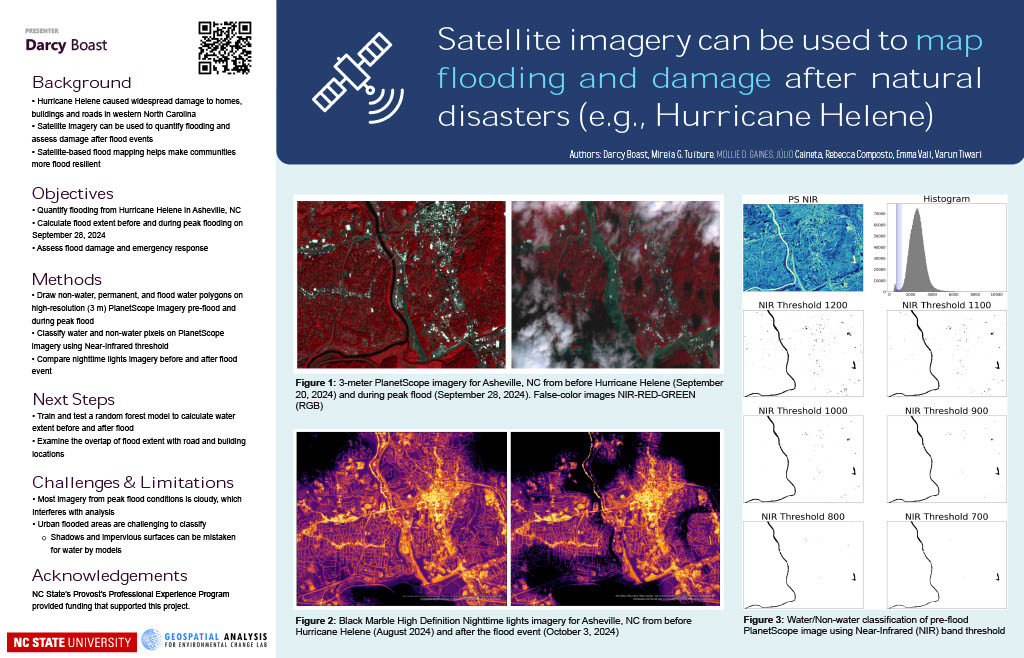 PRESENTER
Darcy Boast
Background
• Hurricane Helene caused widespread damage to homes,
buildings and roads in western North Carolina
• Satellite imagery can be used to quantify flooding and
assess damage after flood events
• Satellite-based flood mapping helps make communities
more flood resilient
Objectives
• Quantify flooding from Hurricane Helene in Asheville, NC
• Calculate flood extent before and during peak flooding on
September 28, 2024
• Assess flood damage and emergency response
Methods
• Draw non-water, permanent, and flood water polygons on
high-resolution (3 m) PlanetScope imagery pre-flood and
during peak flood
• Classify water and non-water pixels on PlanetScope
imagery using Near-Infrared threshold
• Compare nighttime lights imagery before and after flood
event
Next Steps
• Train and test a random forest model to calculate water
extent before and after flood
• Examine the overlap of flood extent with road and building
locations
Challenges & Limitations
• Most imagery from peak flood conditions is cloudy, which
interferes with analysis
• Urban flooded areas are challenging to classify
o Shadows and impervious surfaces can be mistaken
for water by models
Acknowledgements
NC State's Provost's Professional Experience Program
provided funding that supported this project.
NC STATE UNIVERSITY
GEOSPATIAL ANALYSIS
FOR ENVIRONMENTAL CHANGE LAB
Satellite imagery can be used to map
flooding and damage after natural
disasters (e.g., Hurricane Helene)
Authors: Darcy Boast, Mirela G. Tulbure, MOLLIE D. GAINES, JÚLIO Caineta, Rebecca Composto, Emma Vail, Varun Tiwari
Figure 1: 3-meter PlanetScope imagery for Asheville, NC from before Hurricane Helene (September
20, 2024) and during peak flood (September 28, 2024). False-color images NIR-RED-GREEN
(RGB)
Figure 2: Black Marble High Definition Nighttime lights imagery for Asheville, NC from before
Hurricane Helene (August 2024) and after the flood event (October 3, 2024)
PS NIR
Histogram
70000
60000
50000
40000
30000
20000
10000
0
0 2000 4000 6000 8000 10000
NIR Threshold 1200
NIR Threshold 1100
NIR Threshold 1000
NIR Threshold 900
NIR Threshold 800
NIR Threshold 700
Figure 3: Water/Non-water classification of pre-flood
PlanetScope image using Near-Infrared (NIR) band threshold